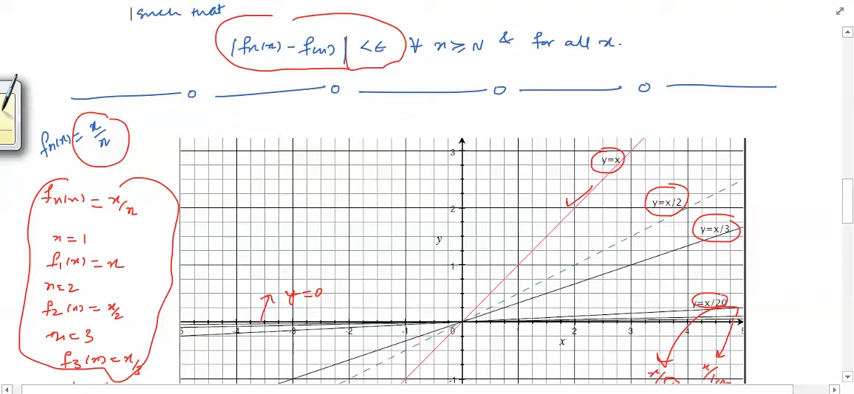 such that
|fn(x) - f(x)| < ϵ ∀ n ≥ N & for all x.
fn(x) = x/n
fn(x) = x/n
n = 1
f1(x) = x
n = 2
f2(x) = x/2
n = 3
f3(x) = x/3
y=x
y=x/2
y=x/3
y=x/20
y=0
y
x
3
2
1
-1
-4
-3
-2
-1
0
1
2
3
4
5